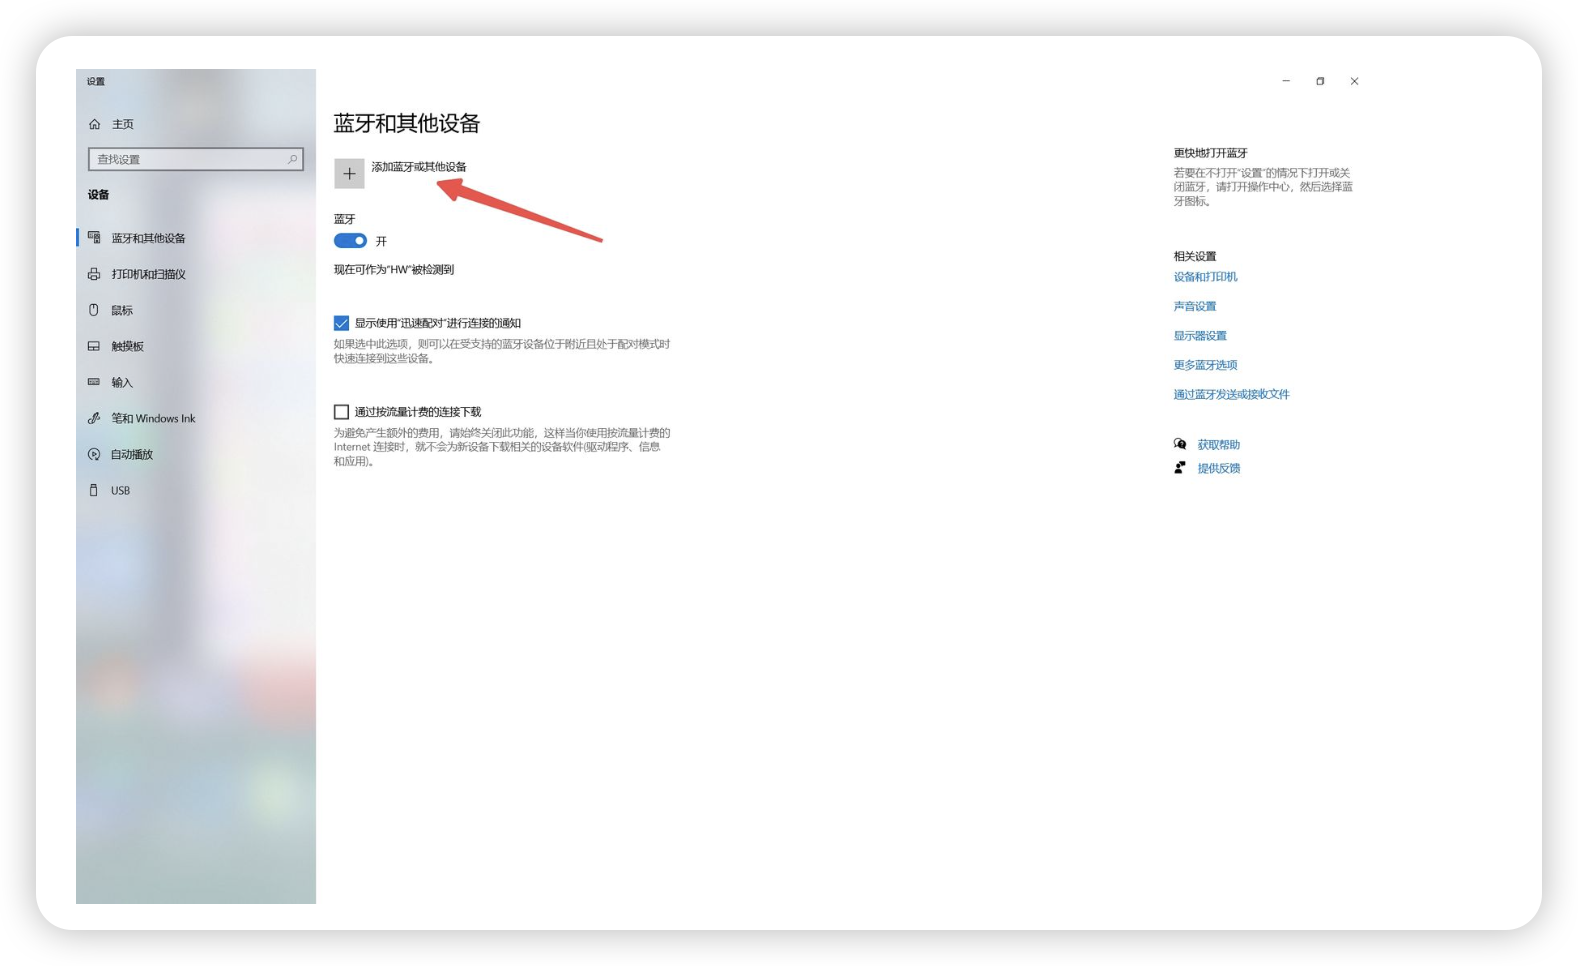 设置
主页
查找设置
设备
蓝牙和其他设备
打印机和扫描仪
鼠标
触摸板
输入
笔和 Windows Ink
自动播放
USB
蓝牙和其他设备
添加蓝牙或其他设备
蓝牙
开
现在可作为"HW"被检测到
显示使用"迅速配对"进行连接的通知
如果选中此选项，则可以在受支持的蓝牙设备位于附近且处于配对模式时
快速连接到这些设备。
通过按流量计费的连接下载
为避免产生额外的费用，请始终关闭此功能，这样当你使用按流量计费的
Internet 连接时，就不会为新设备下载相关的设备软件(驱动程序、信息
和应用)。
更快地打开蓝牙
若要在不打开"设置"的情况下打开或关
闭蓝牙，请打开操作中心，然后选择蓝
牙图标。
相关设置
设备和打印机
声音设置
显示器设置
更多蓝牙选项
通过蓝牙发送或接收文件
获取帮助
提供反馈